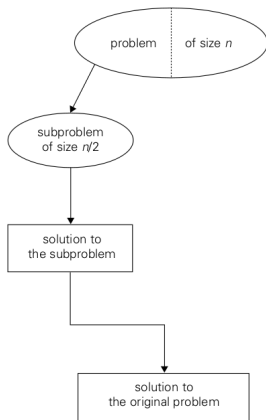 problem of size n
subproblem
of size n/2
solution to
the subproblem
solution to
the original problem